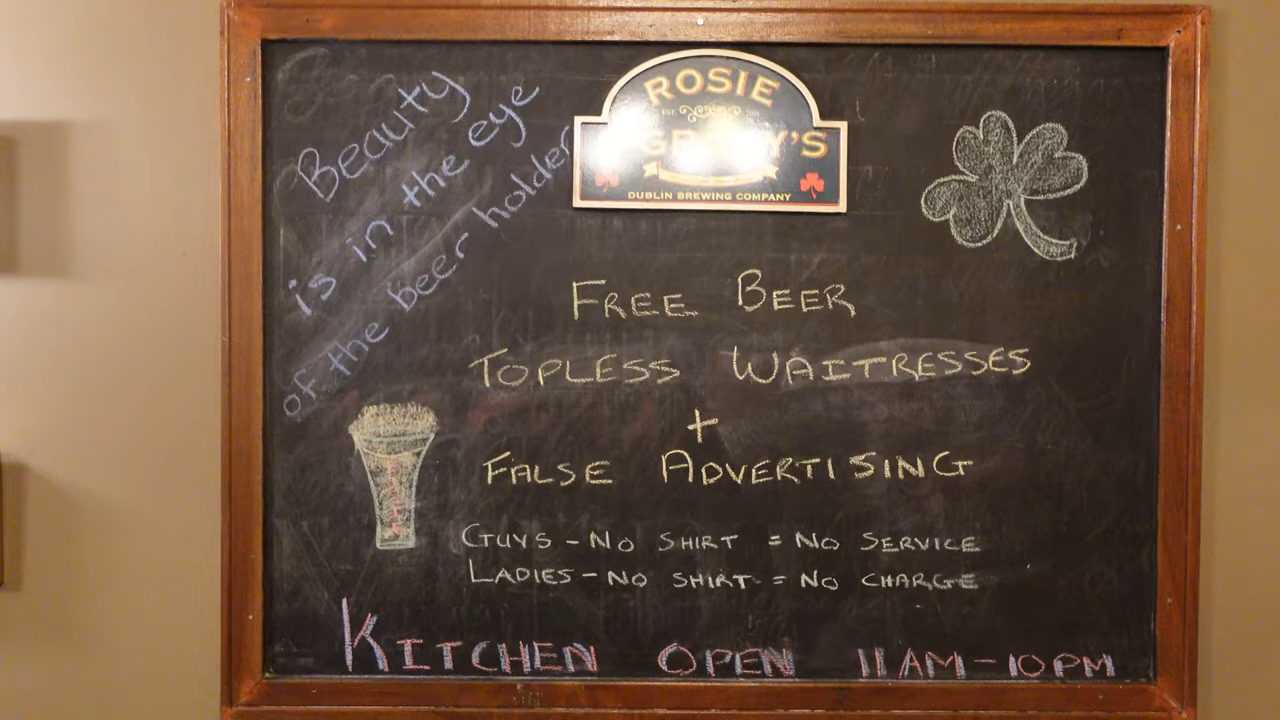 Beauty
is in the eye
of the beer holder
ROSIE
EST.
DUBLIN BREWING COMPANY
FREE BEER
TOPLESS WAITRESSES
+
FALSE ADVERTISING
GUYS - NO SHIRT = NO SERVICE
LADIES - NO SHIRT = NO CHARGE
KITCHEN OPEN 11AM - 10PM